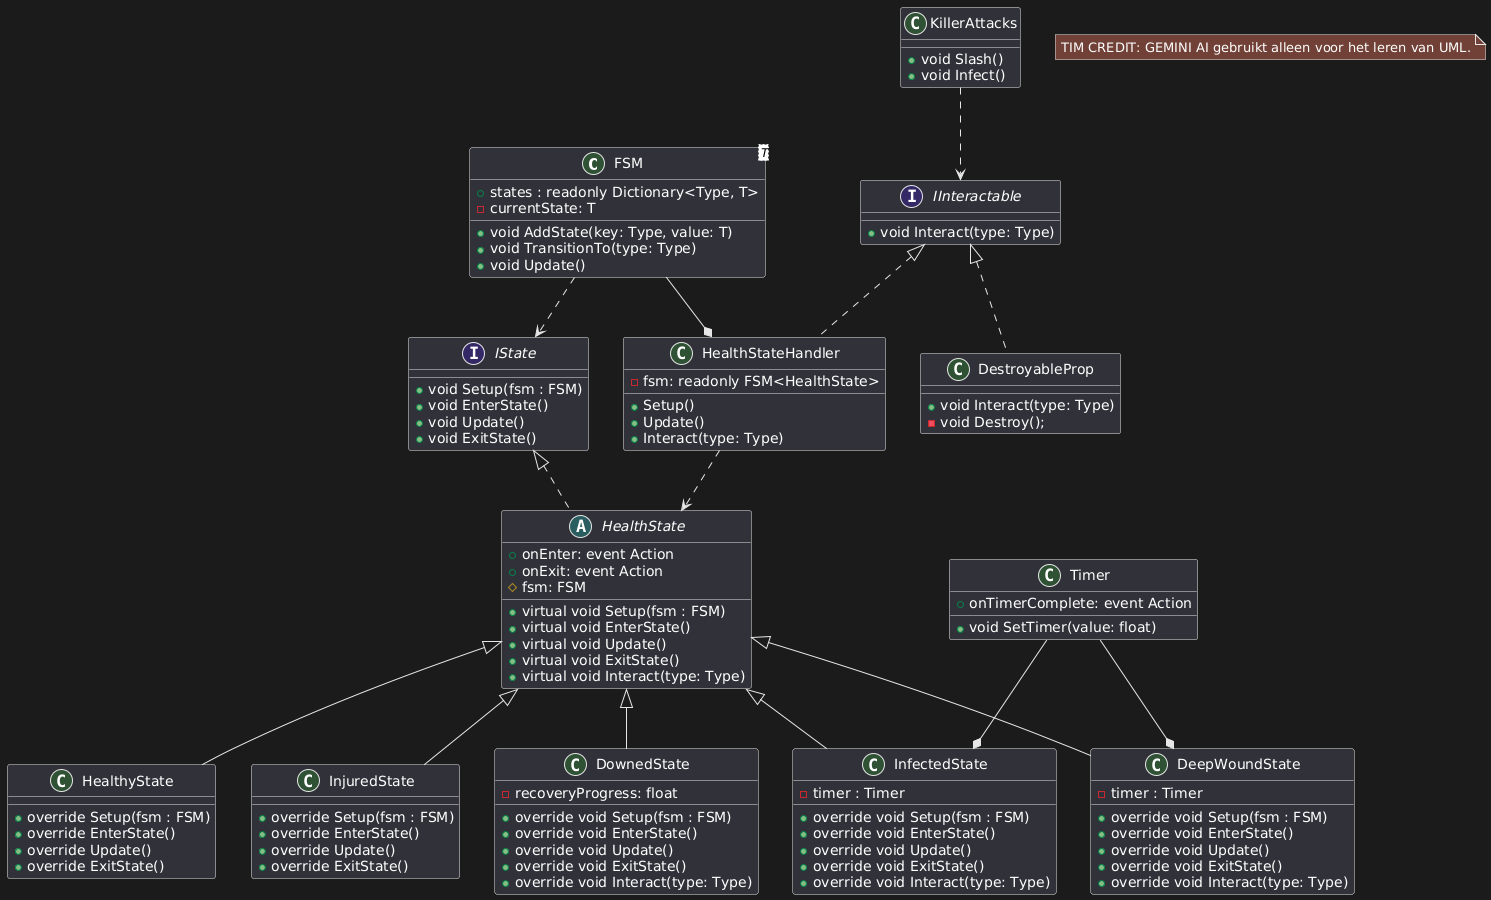 C KillerAttacks
void Slash()
void Infect()
TIM CREDIT: GEMINI AI gebruikt alleen voor het leren van UML.
C FSM
T
states : readonly Dictionary<Type, T>
currentState: T
void AddState(key: Type, value: T)
void TransitionTo(type: Type)
void Update()
I IInteractable
void Interact(type: Type)
I IState
void Setup(fsm : FSM)
void EnterState()
void Update()
void ExitState()
C HealthStateHandler
fsm: readonly FSM<HealthState>
Setup()
Update()
Interact(type: Type)
C DestroyableProp
void Interact(type: Type)
void Destroy();
A HealthState
onEnter: event Action
onExit: event Action
fsm: FSM
virtual void Setup(fsm : FSM)
virtual void EnterState()
virtual void Update()
virtual void ExitState()
virtual void Interact(type: Type)
C Timer
onTimerComplete: event Action
void SetTimer(value: float)
C HealthyState
override Setup(fsm : FSM)
override EnterState()
override Update()
override ExitState()
C InjuredState
override Setup(fsm : FSM)
override EnterState()
override Update()
override ExitState()
C DownedState
recoveryProgress: float
override void Setup(fsm : FSM)
override void EnterState()
override void Update()
override void ExitState()
override void Interact(type: Type)
C InfectedState
timer : Timer
override void Setup(fsm : FSM)
override void EnterState()
override void Update()
override void ExitState()
override void Interact(type: Type)
C DeepWoundState
timer : Timer
override void Setup(fsm : FSM)
override void EnterState()
override void Update()
override void ExitState()
override void Interact(type: Type)